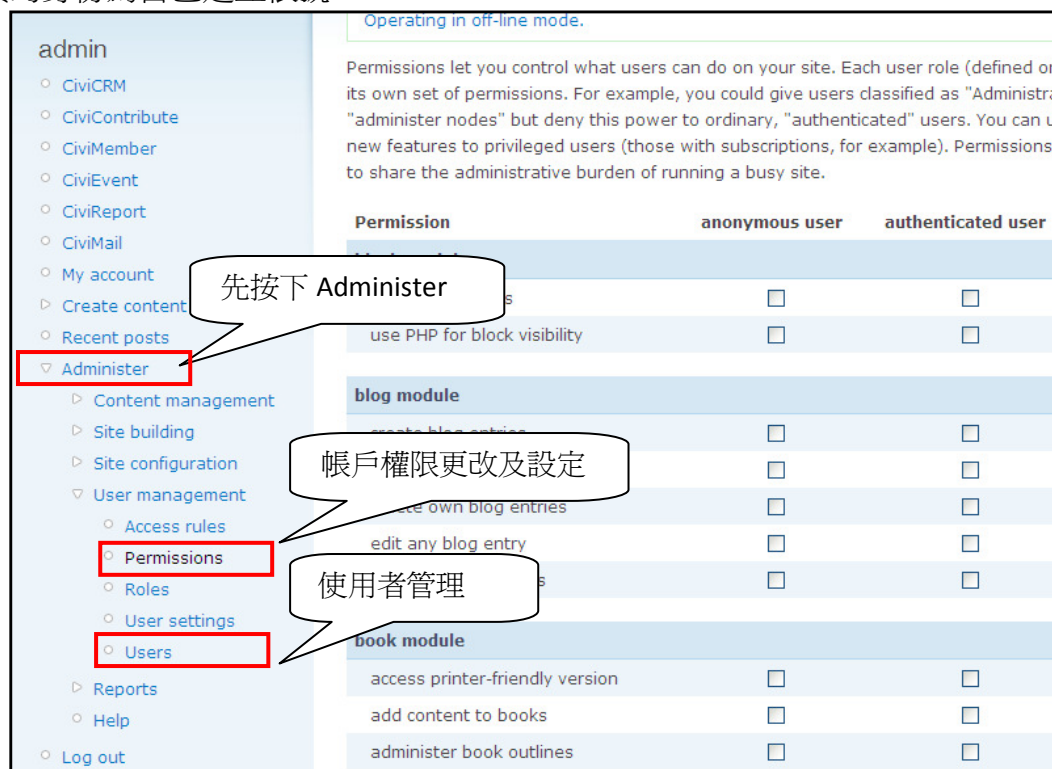 Operating in off-line mode.
admin
CiviCRM
CiviContribute
CiviMember
CiviEvent
CiviReport
CiviMail
My account
Create content
Recent posts
Administer
Content management
Site building
Site configuration
User management
Access rules
Permissions
Roles
User settings
Users
Reports
Help
Log out
Permissions let you control what users can do on your site. Each user role (defined
its own set of permissions. For example, you could give users classified as
"administer nodes" but deny this power to ordinary, "authenticated" users. You can
new features to privileged users (those with subscriptions, for example). Permissions
to share the administrative burden of running a busy site.
Permission anonymous user authenticated user
先按下 Administer
use PHP for block visibility
blog module
帳戶權限更改及設定
own blog entries
edit any blog entry
使用者管理
book module
access printer-friendly version
add content to books
administer book outlines